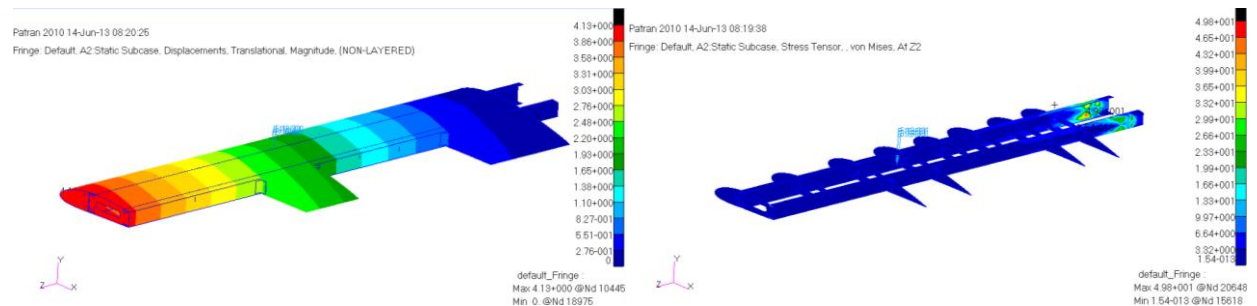 Patran 2010 14-Jun-13 08:20:25
Fringe: Default, A2:Static Subcase, Displacements, Translational, Magnitude, (NON-LAYERED)
4.13+000
3.86+000
3.58+000
3.31+000
3.03+000
2.76+000
2.48+000
2.20+000
1.93+000
1.65+000
1.38+000
1.10+000
8.27-001
5.51-001
2.76-001
0
Y
Z
X
default_Fringe :
Max 4.13+000 @Nd 10445
Min 0. @Nd 18975
Patran 2010 14-Jun-13 08:19:38
Fringe: Default, A2:Static Subcase, Stress Tensor, , von Mises, At Z2
4.98+001
4.65+001
4.32+001
3.99+001
3.65+001
3.32+001
2.99+001
2.66+001
2.33+001
1.99+001
1.66+001
1.33+001
9.97+000
6.64+000
3.32+000
1.54-013
Y
Z
X
default_Fringe :
Max 4.98+001 @Nd 20648
Min 1.54-013 @Nd 15618